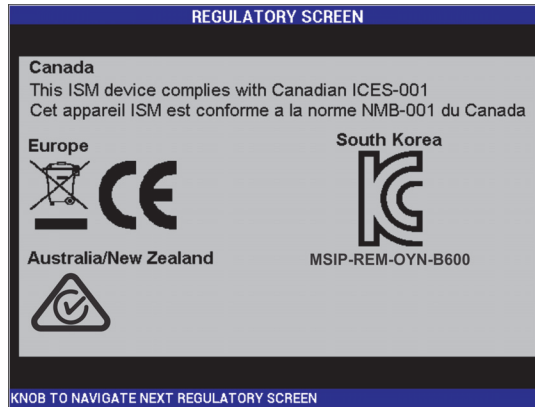 REGULATORY SCREEN
Canada
This ISM device complies with Canadian ICES-001
Cet appareil ISM est conforme a la norme NMB-001 du Canada
Europe
CE
South Korea
KC
MSIP-REM-OYN-B600
Australia/New Zealand
KNOB TO NAVIGATE NEXT REGULATORY SCREEN